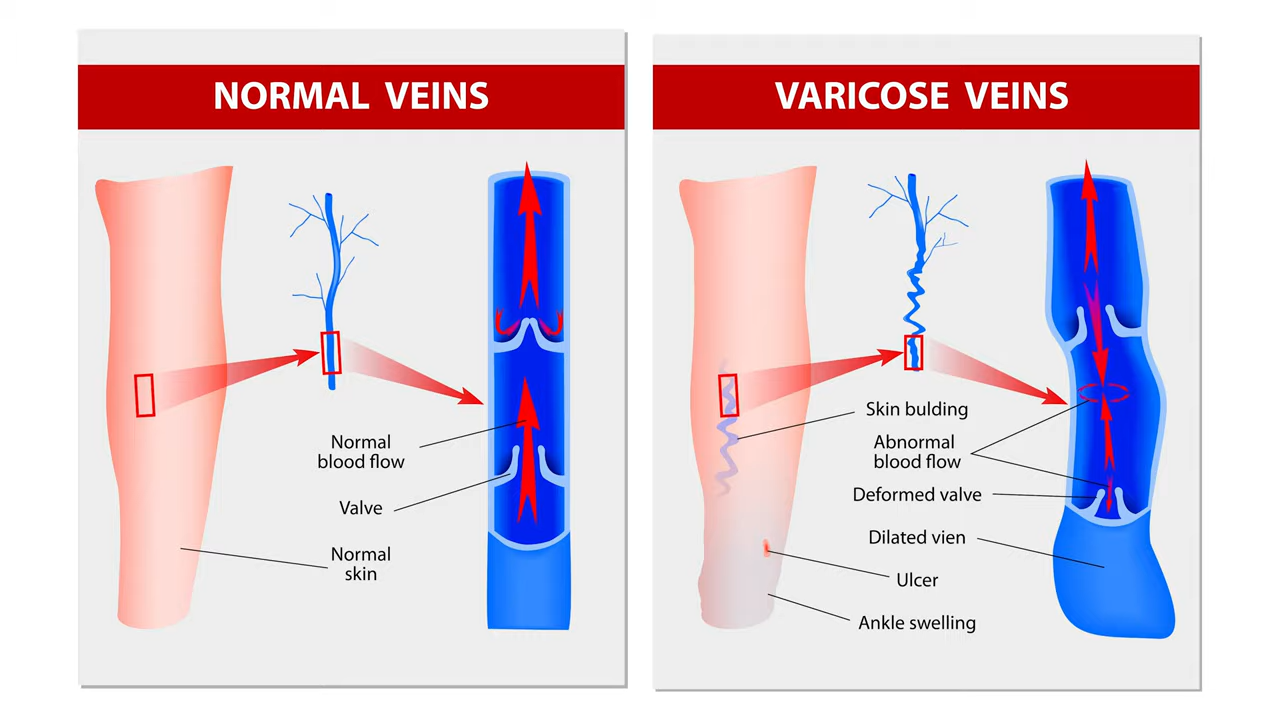 NORMAL VEINS
Normal
blood flow
Valve
Normal
skin
VARICOSE VEINS
Skin bulding
Abnormal
blood flow
Deformed valve
Dilated vien
Ulcer
Ankle swelling